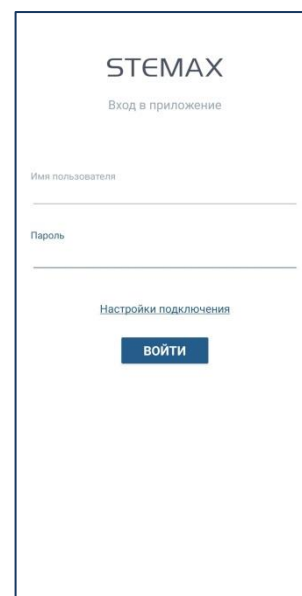 STEMAX
Вход в приложение
Имя пользователя
Пароль
Настройки подключения
ВОЙТИ